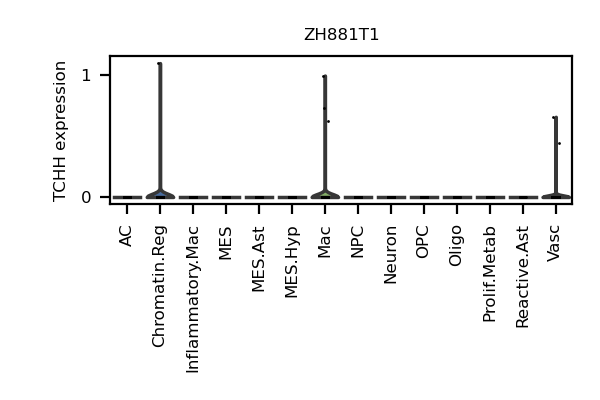 ZH881T1
TCHH expression
1
0
AC
Chromatin.Reg
Inflammatory.Mac
MES
MES.Ast
MES.Hyp
Mac
NPC
Neuron
OPC
Oligo
Prolif.Metab
Reactive.Ast
Vasc